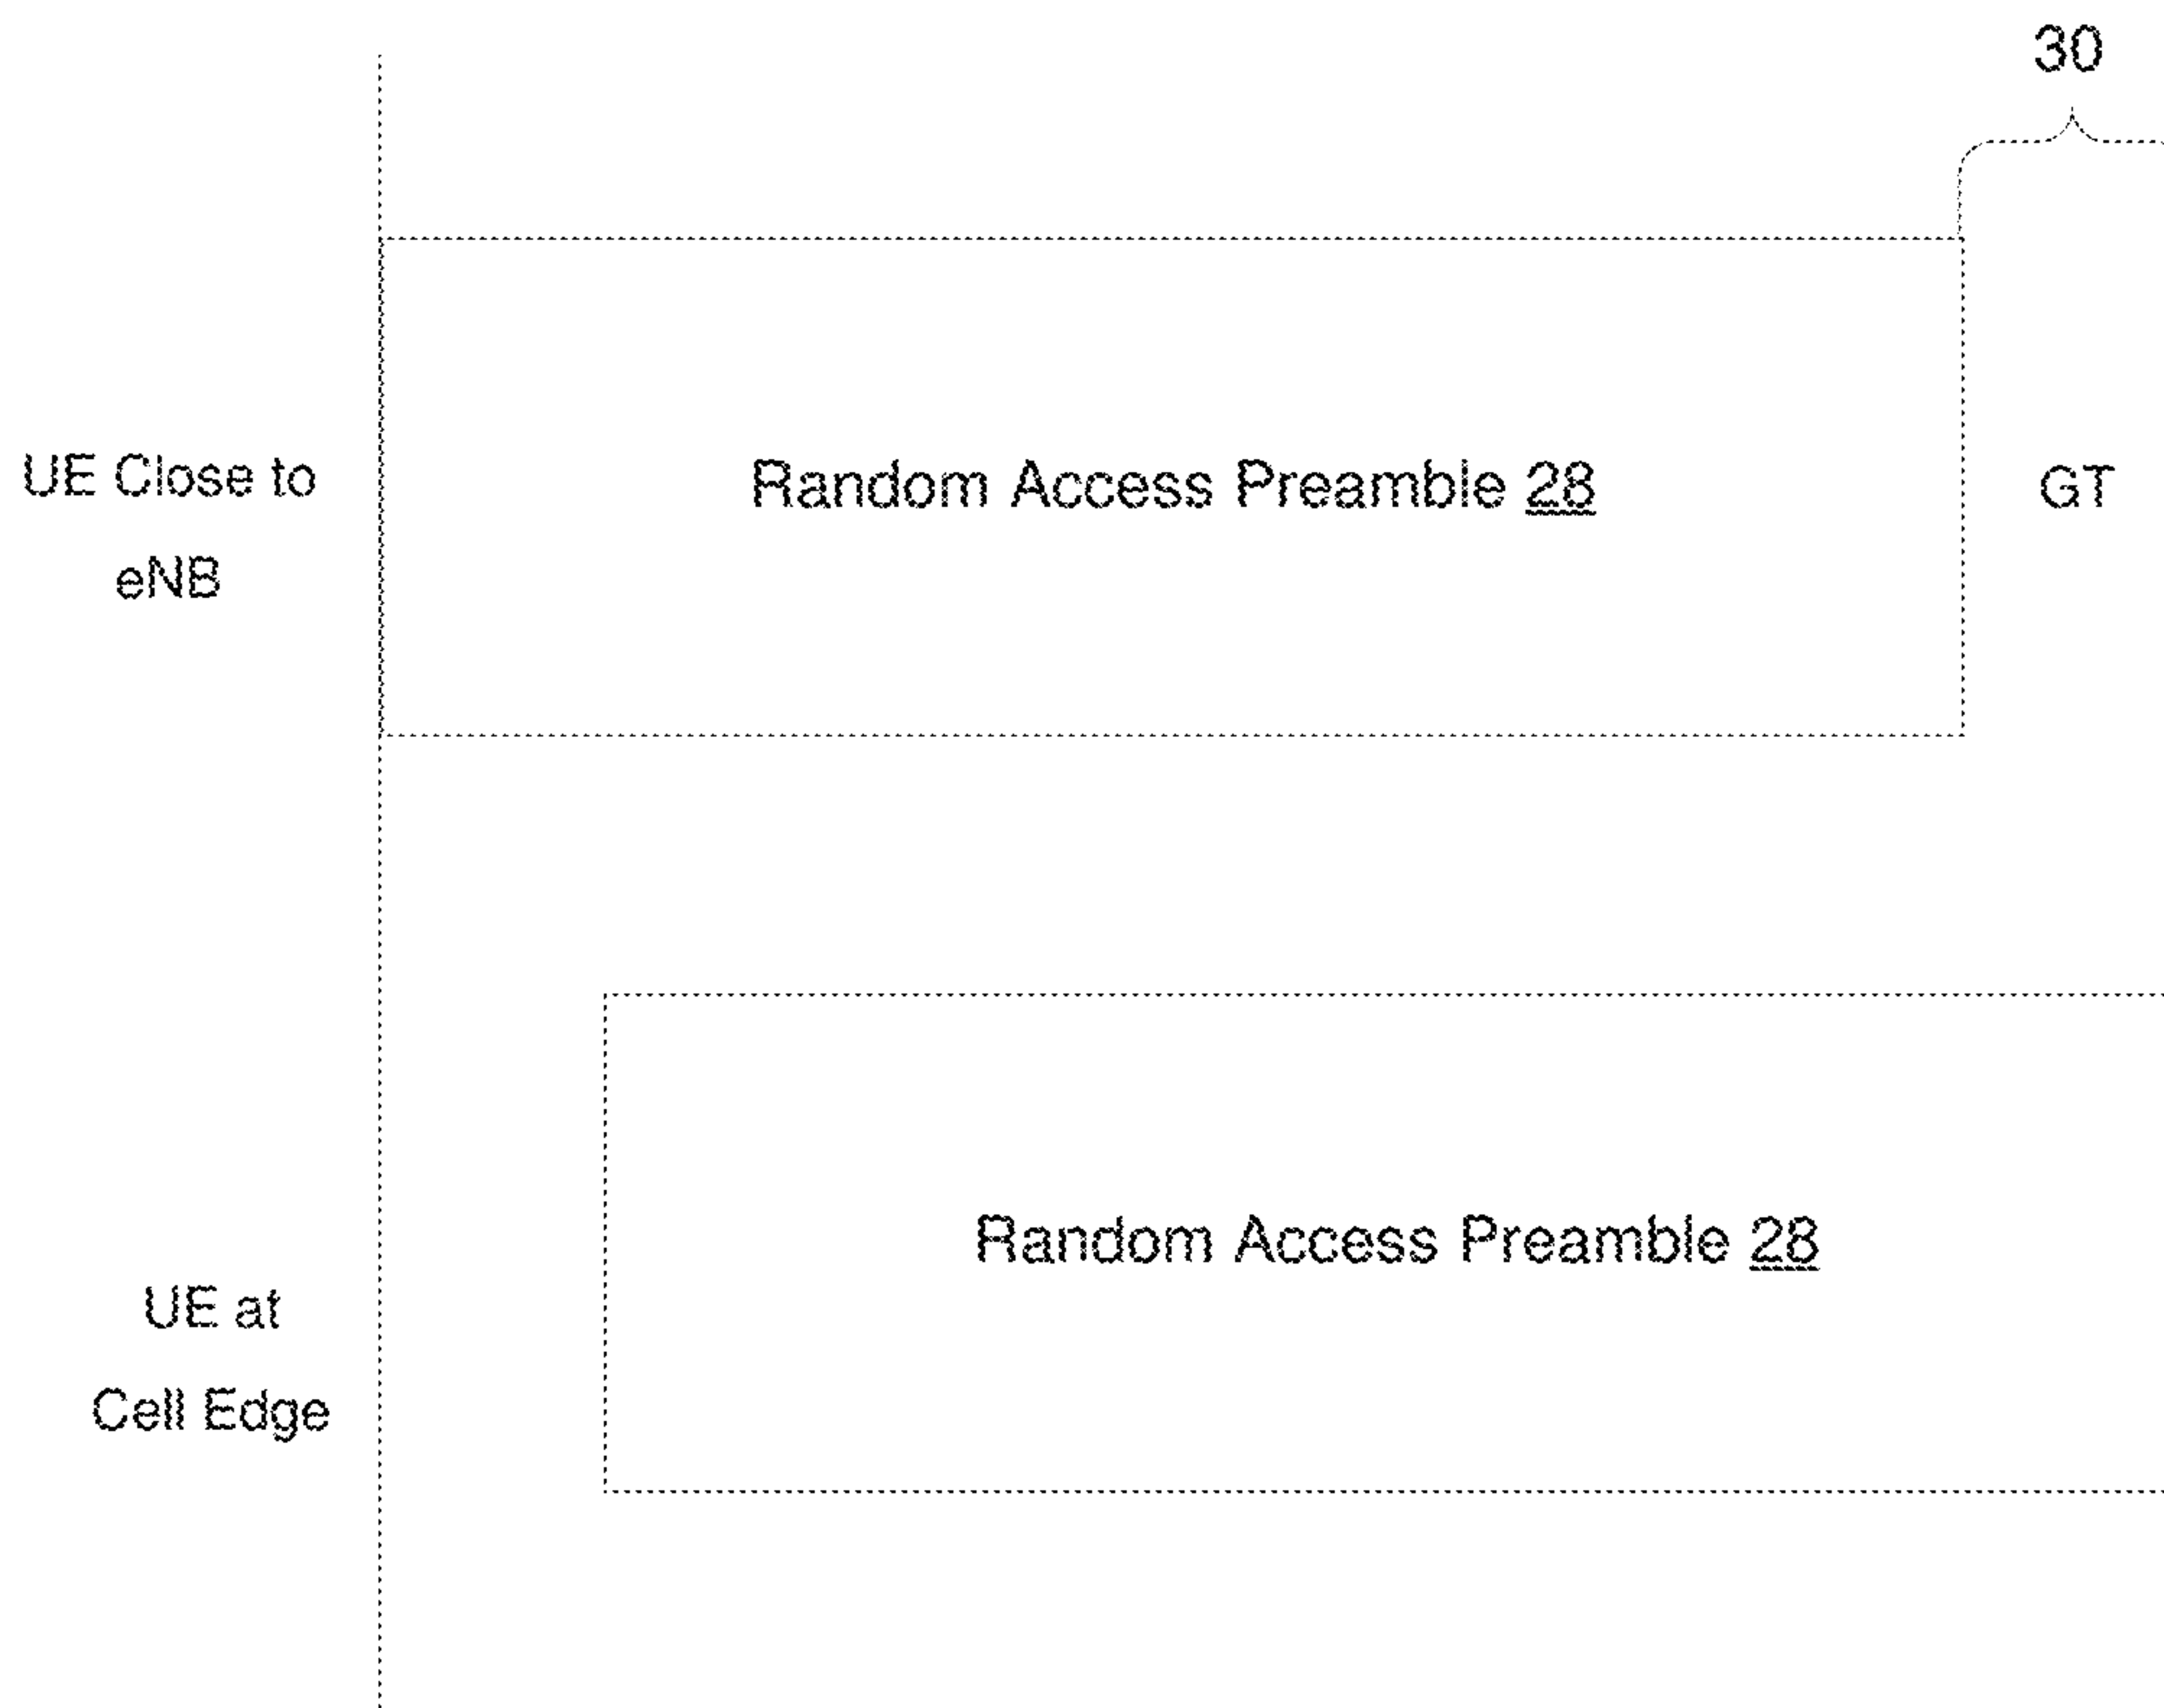 30
UE Close to
eNB
Random Access Preamble 28
GT
UE at
Cell Edge
Random Access Preamble 28